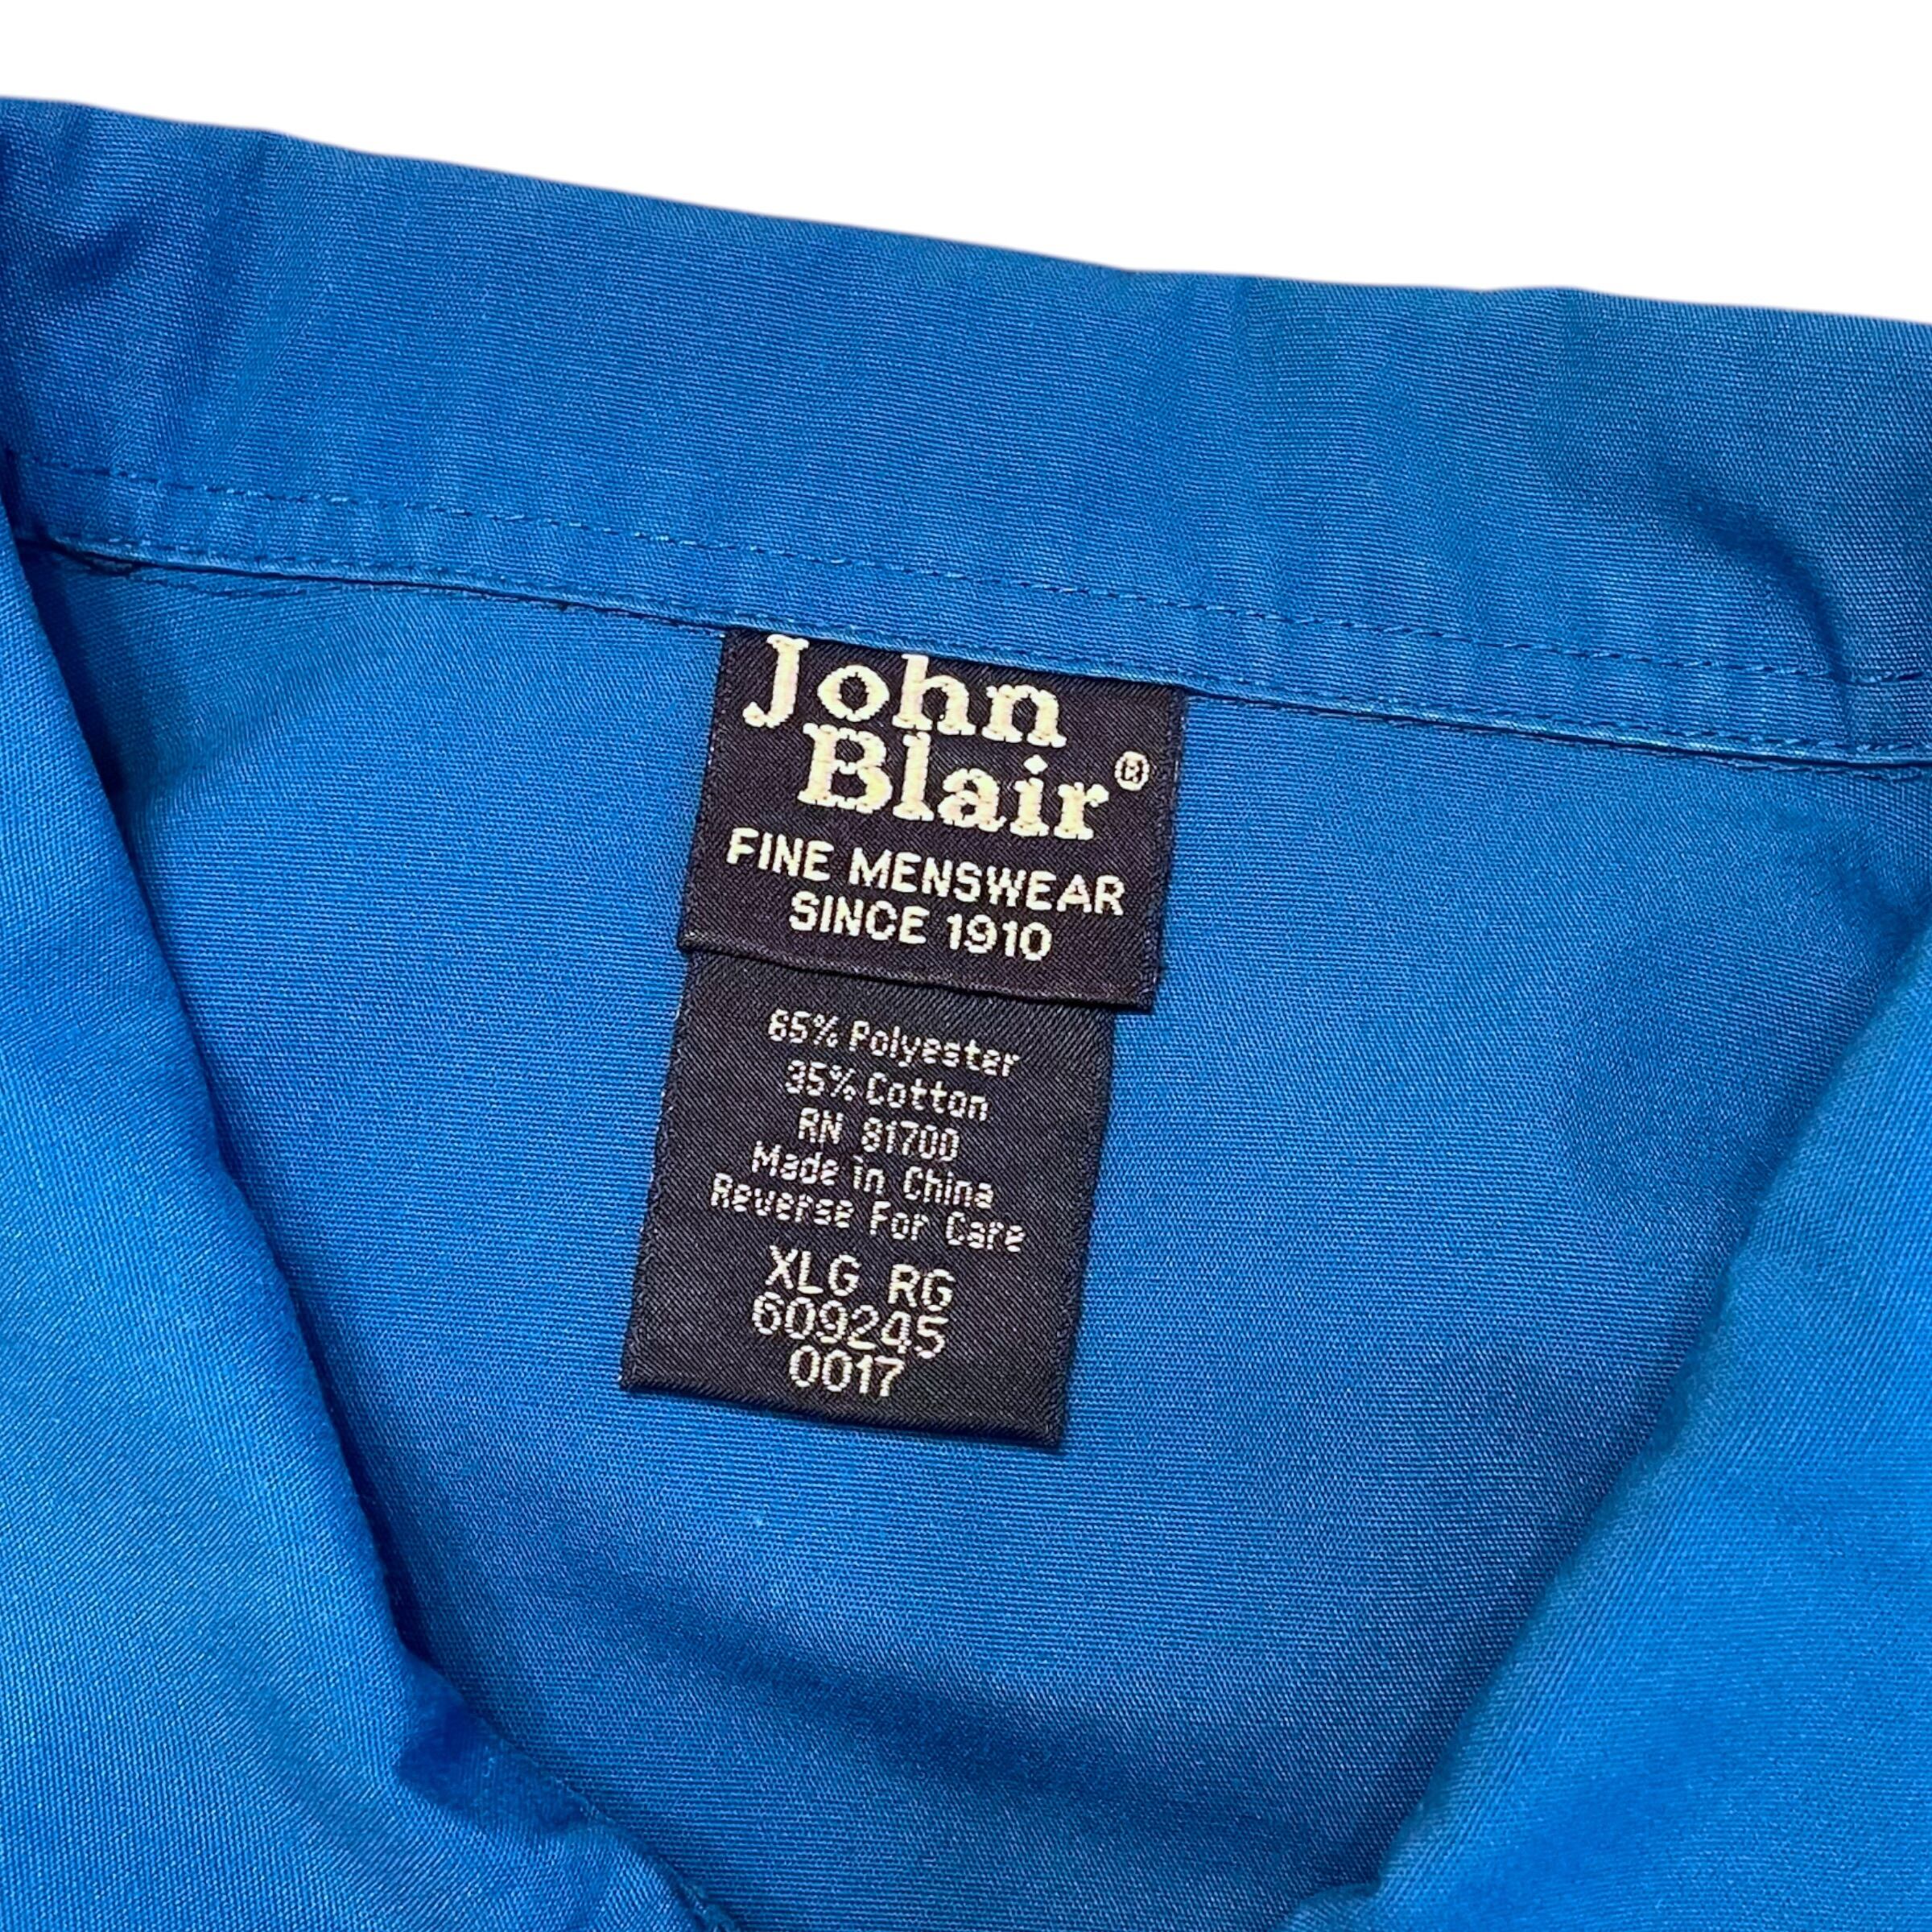 John
Blair®
FINE MENSWEAR
SINCE 1910
65% Polyester
35% Cotton
RN 81700
Made in China
Reverse For Care
XLG RG
609245
0017